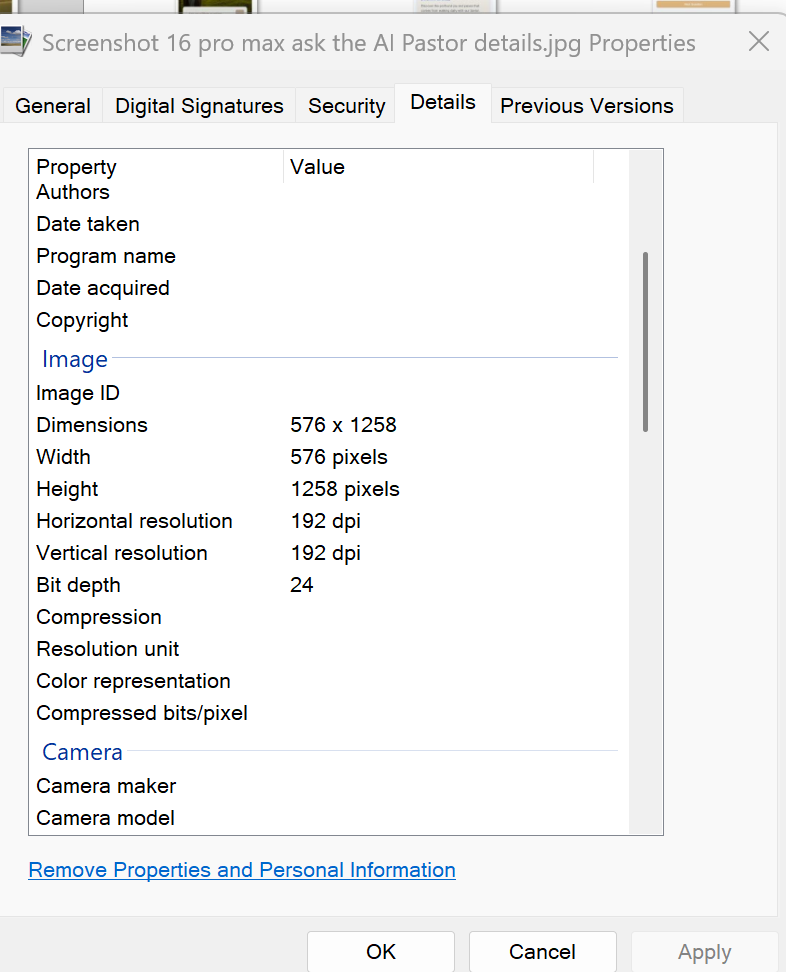 Screenshot 16 pro max ask the AI Pastor details.jpg Properties
General Digital Signatures Security Details Previous Versions
Property Value
Authors
Date taken
Program name
Date acquired
Copyright
Image
Image ID
Dimensions 576 x 1258
Width 576 pixels
Height 1258 pixels
Horizontal resolution 192 dpi
Vertical resolution 192 dpi
Bit depth 24
Compression
Resolution unit
Color representation
Compressed bits/pixel
Camera
Camera maker
Camera model
Remove Properties and Personal Information
OK Cancel Apply